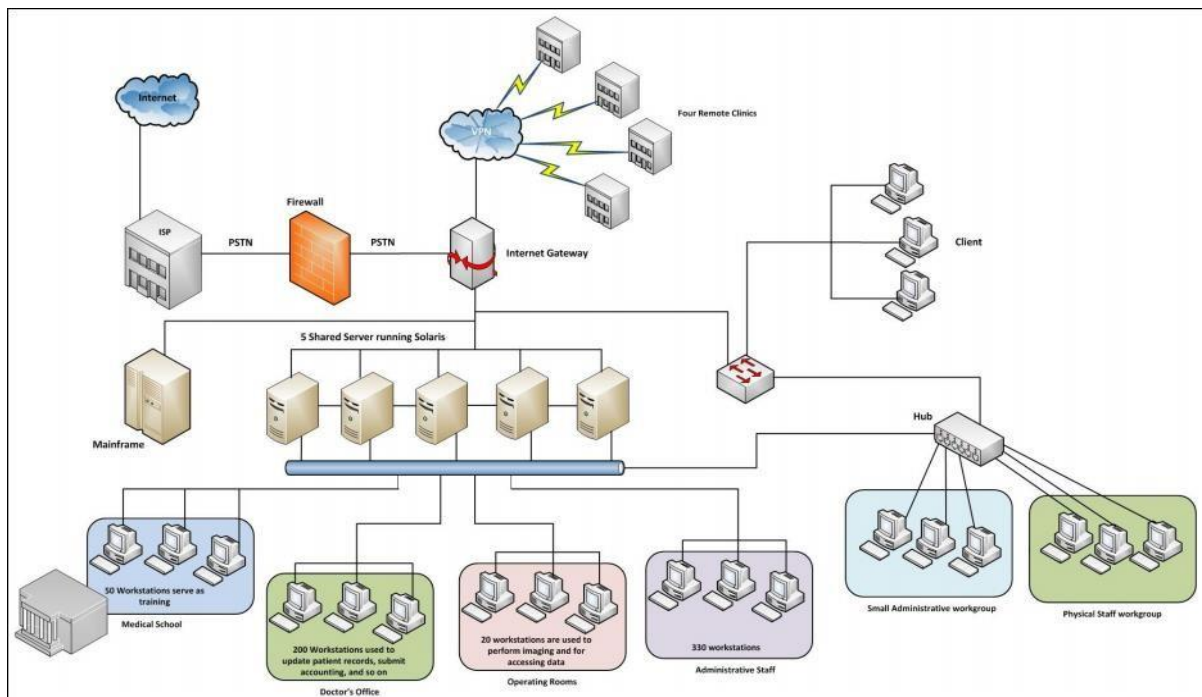 Internet
VPN
Four Remote Clinics
Firewall
ISP
PSTN
PSTN
Internet Gateway
Client
5 Shared Server running Solaris
Mainframe
Hub
50 Workstations serve as
training
Medical School
200 Workstations used to
update patient records, submit
accounting, and so on
Doctor's Office
20 workstations are used to
perform imaging and for
accessing data
Operating Rooms
330 workstations
Administrative Staff
Small Administrative workgroup
Physical Staff workgroup